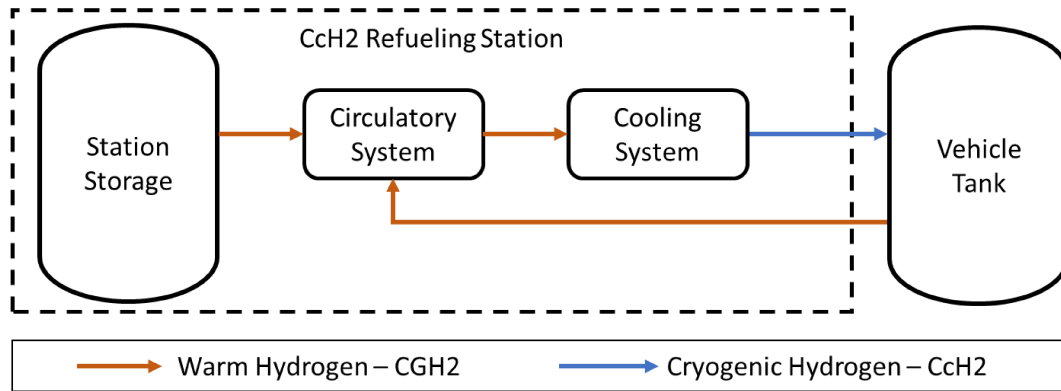 CcH2 Refueling Station
Station
Storage
Circulatory
System
Cooling
System
Vehicle
Tank
Warm Hydrogen – CGH2
Cryogenic Hydrogen – CcH2